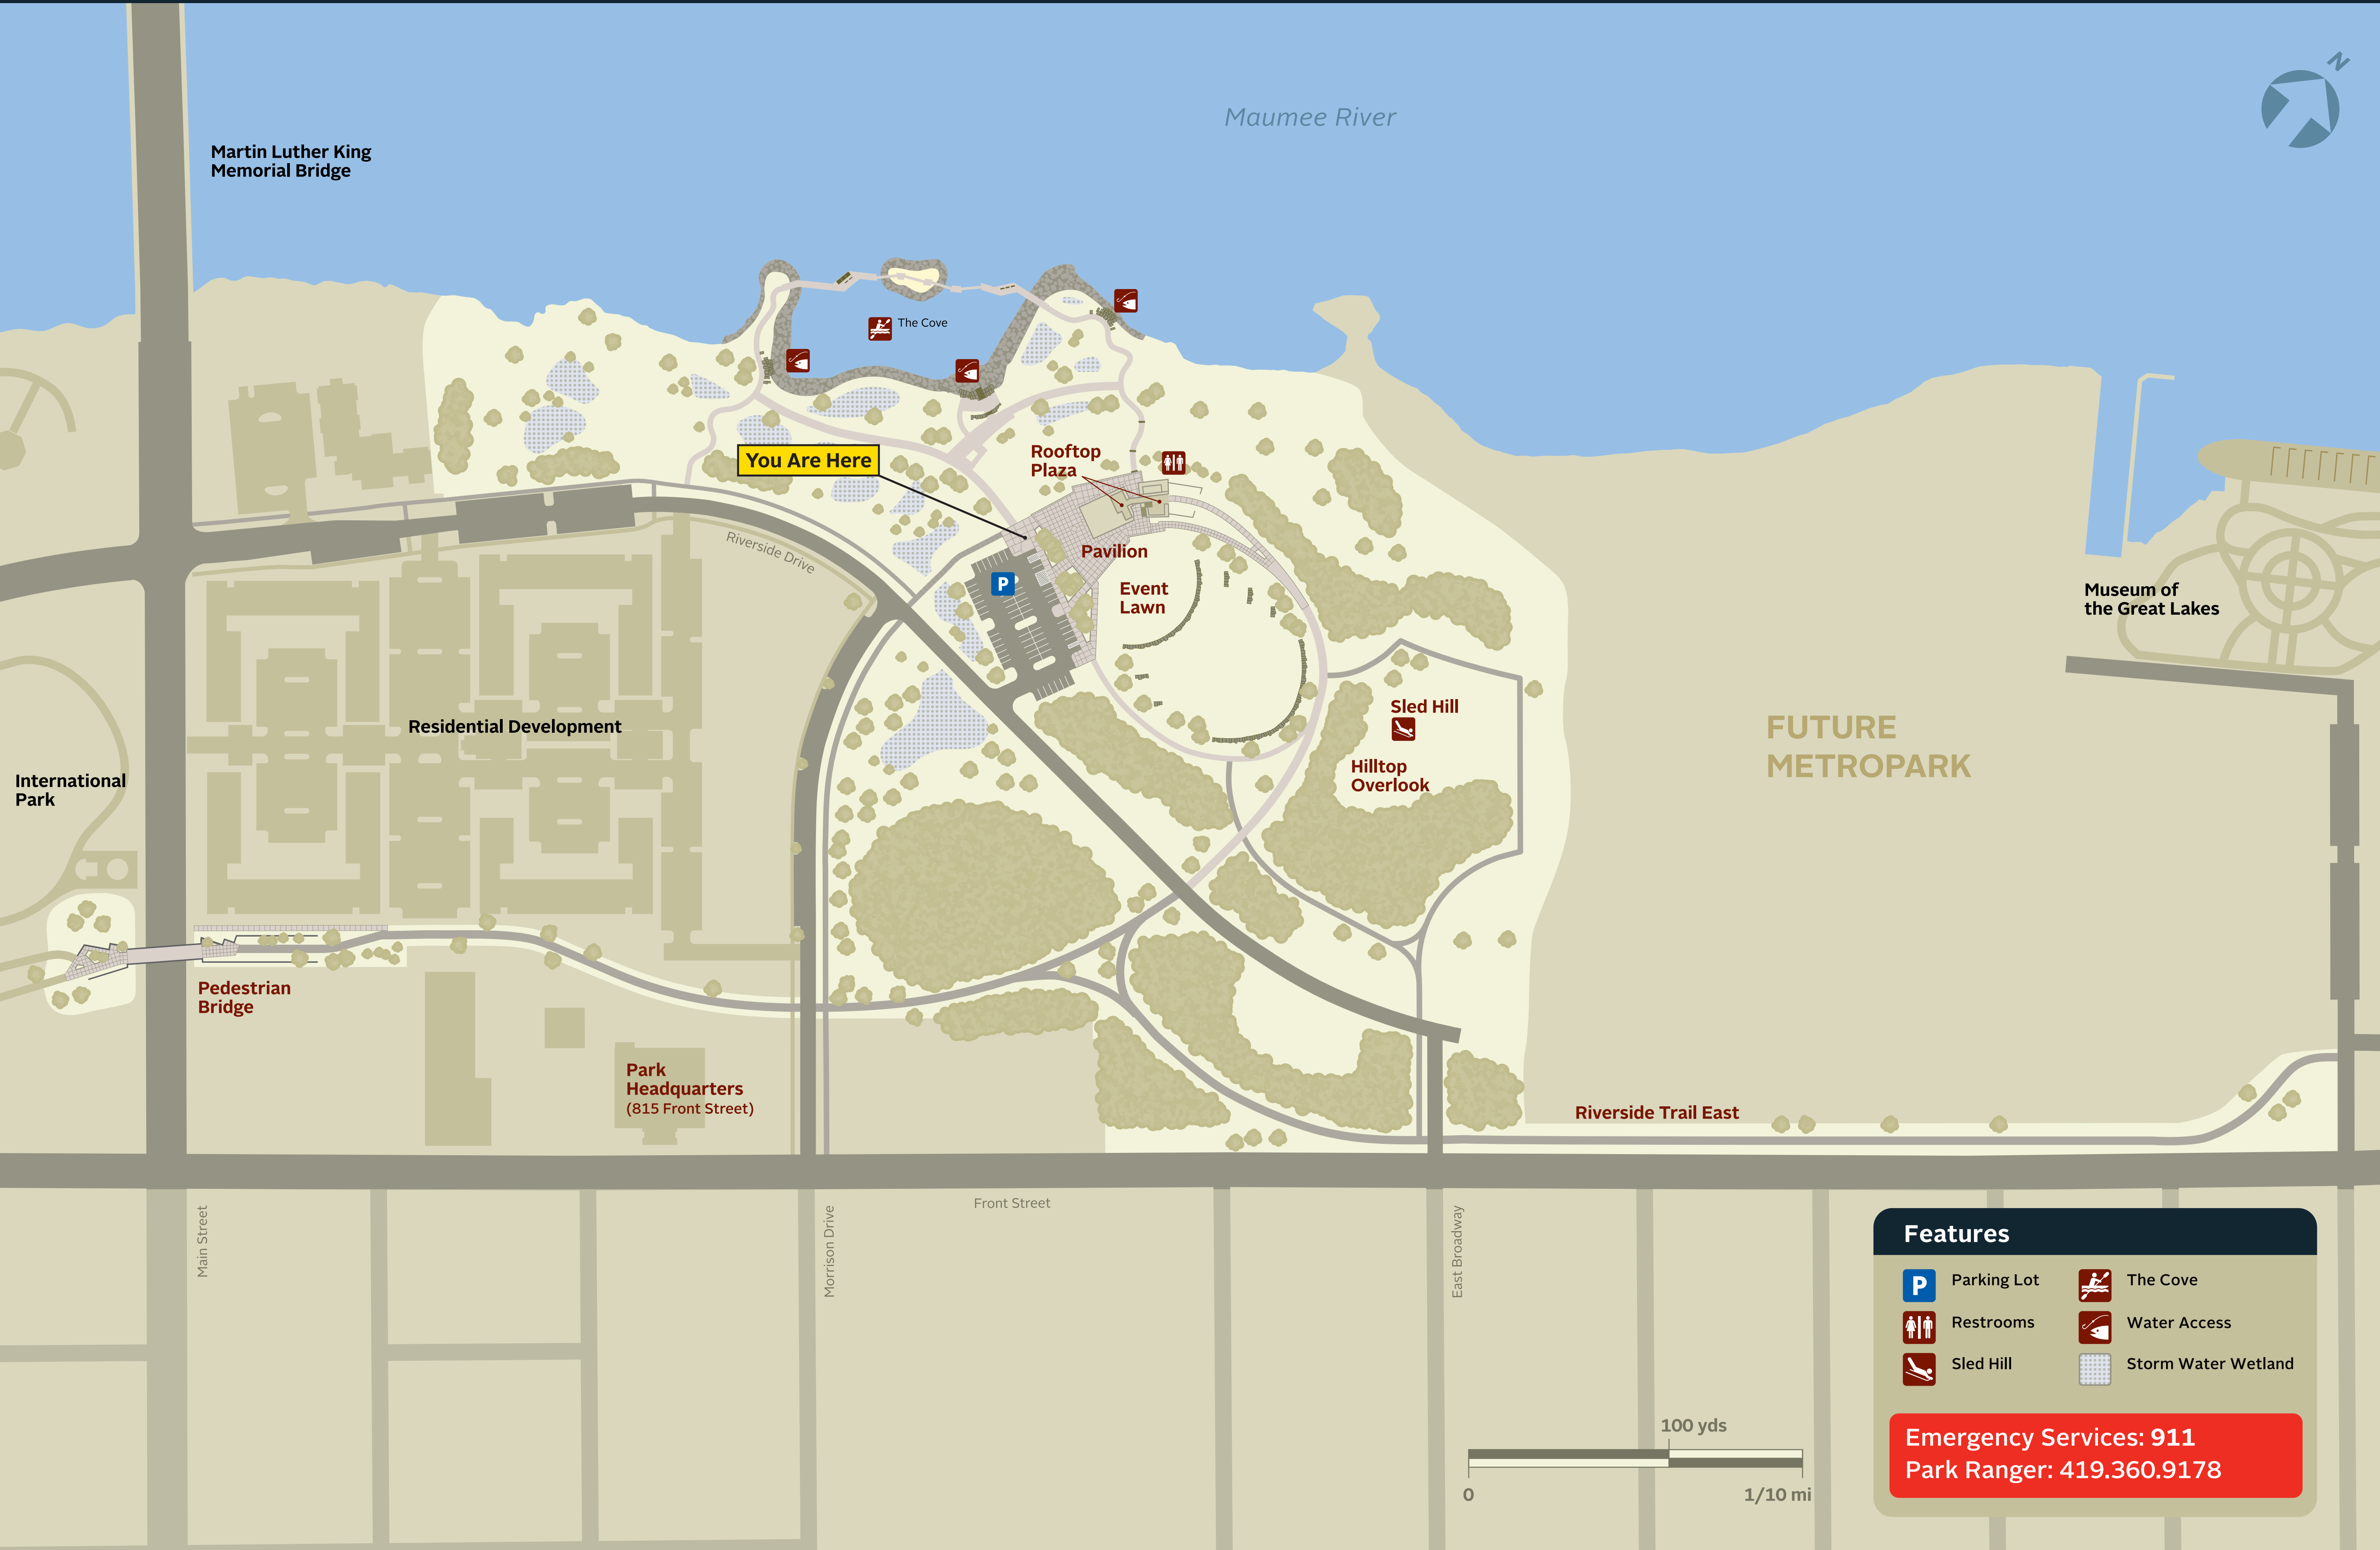 N
Maumee River
Martin Luther King
Memorial Bridge
The Cove
You Are Here
Rooftop
Plaza
Riverside Drive
Pavilion
P
Event
Lawn
Museum of
the Great Lakes
Residential Development
Sled Hill
International
Park
Hilltop
Overlook
FUTURE
METROPARK
Pedestrian
Bridge
Park
Headquarters
(815 Front Street)
Riverside Trail East
Front Street
Main Street
Morrison Drive
East Broadway
Features
P Parking Lot
The Cove
Restrooms
Water Access
Sled Hill
Storm Water Wetland
Emergency Services: 911
Park Ranger: 419.360.9178
100 yds
0
1/10 mi